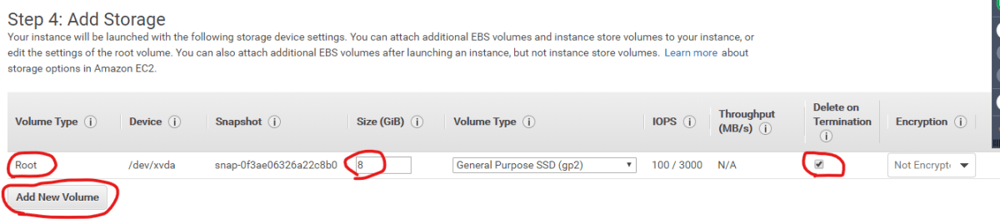 Step 4: Add Storage
Your instance will be launched with the following storage device settings. You can attach additional EBS volumes and instance store volumes to your instance, or
edit the settings of the root volume. You can also attach additional EBS volumes after launching an instance, but not instance store volumes. Learn more about
storage options in Amazon EC2.
Volume Type Device Snapshot Size (GiB) Volume Type IOPS Throughput (MB/s) Delete on Termination Encryption
Root /dev/xvda snap-0f3ae06326a22c8b0 8 General Purpose SSD (gp2) 100 / 3000 N/A Not Encrypt
Add New Volume